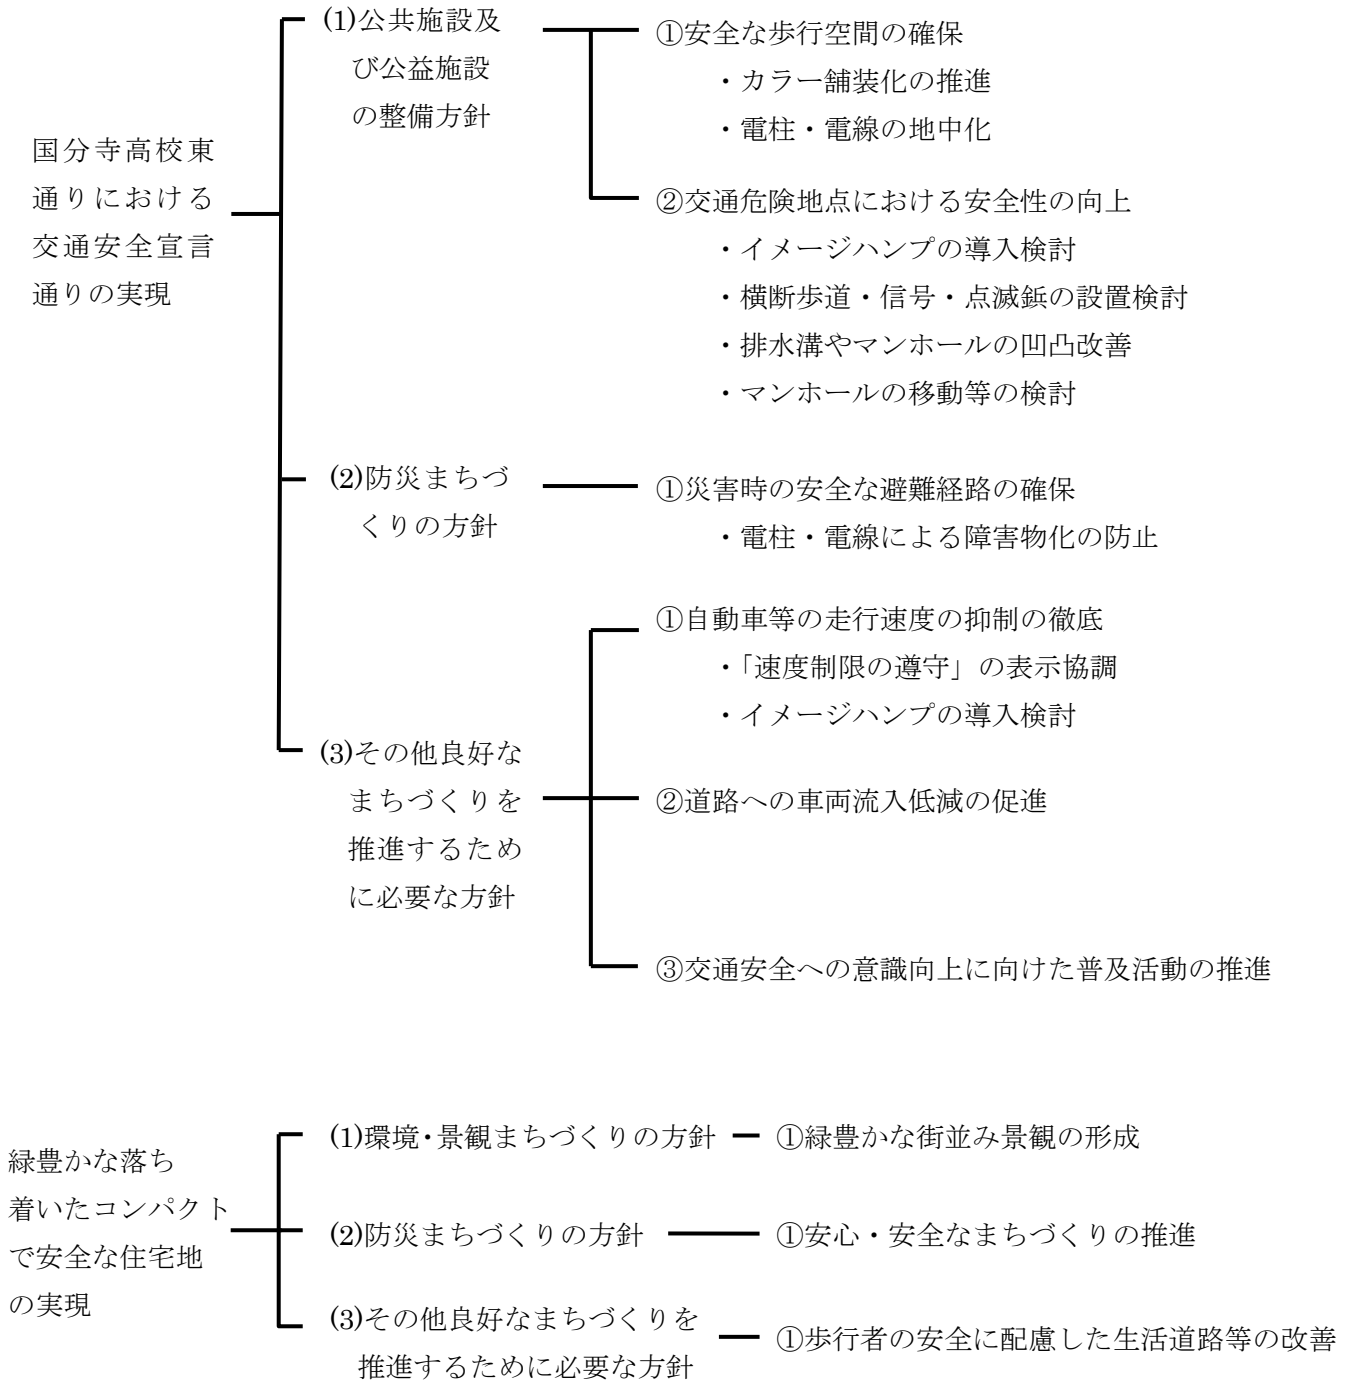 国分寺高校東
通りにおける
交通安全宣言
通りの実現
(1)公共施設及
び公益施設
の整備方針
①安全な歩行空間の確保
・カラー舗装化の推進
・電柱・電線の地中化
②交通危険地点における安全性の向上
・イメージハンプの導入検討
・横断歩道・信号・点滅鋲の設置検討
・排水溝やマンホールの凹凸改善
・マンホールの移動等の検討
(2)防災まちづ
くりの方針
①災害時の安全な避難経路の確保
・電柱・電線による障害物化の防止
(3)その他良好な
まちづくりを
推進するため
に必要な方針
①自動車等の走行速度の抑制の徹底
・「速度制限の遵守」の表示協調
・イメージハンプの導入検討
②道路への車両流入低減の促進
③交通安全への意識向上に向けた普及活動の推進
緑豊かな落ち
着いたコンパクト
で安全な住宅地
の実現
(1)環境・景観まちづくりの方針
①緑豊かな街並み景観の形成
(2)防災まちづくりの方針
①安心・安全なまちづくりの推進
(3)その他良好なまちづくりを
推進するために必要な方針
①歩行者の安全に配慮した生活道路等の改善